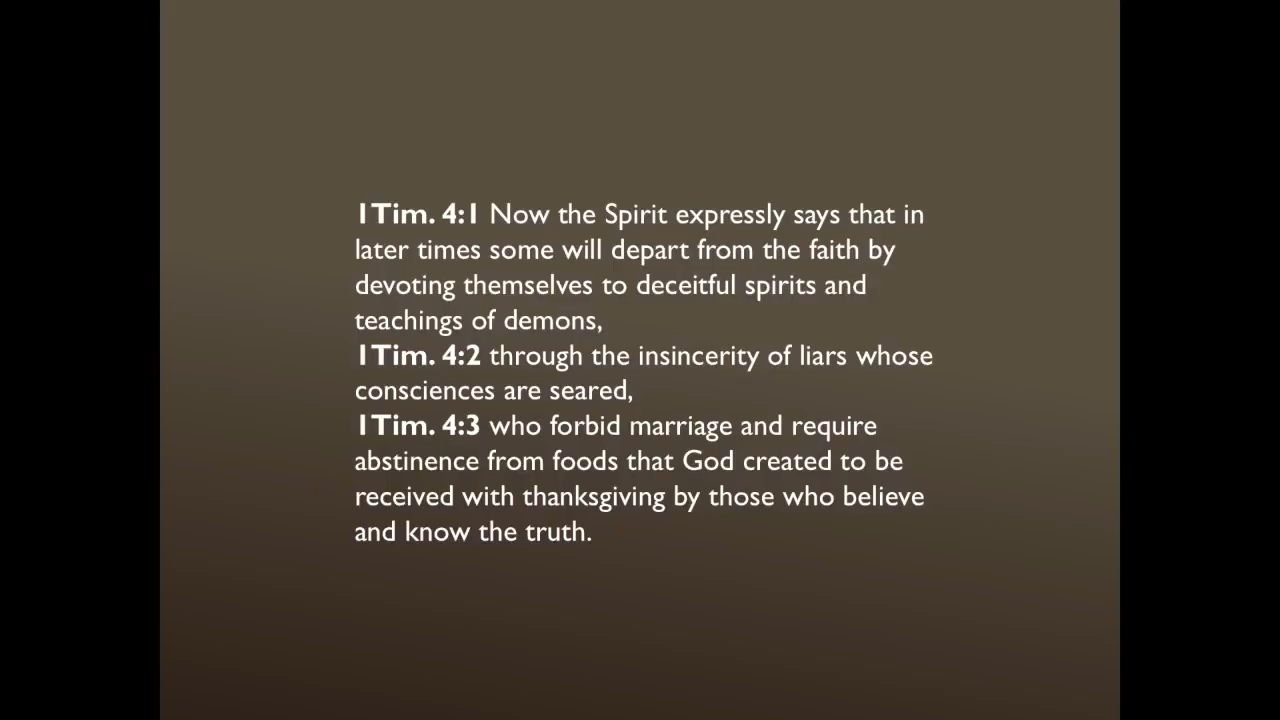 1Tim. 4:1 Now the Spirit expressly says that in
later times some will depart from the faith by
devoting themselves to deceitful spirits and
teachings of demons,
1Tim. 4:2 through the insincerity of liars whose
consciences are seared,
1Tim. 4:3 who forbid marriage and require
abstinence from foods that God created to be
received with thanksgiving by those who believe
and know the truth.